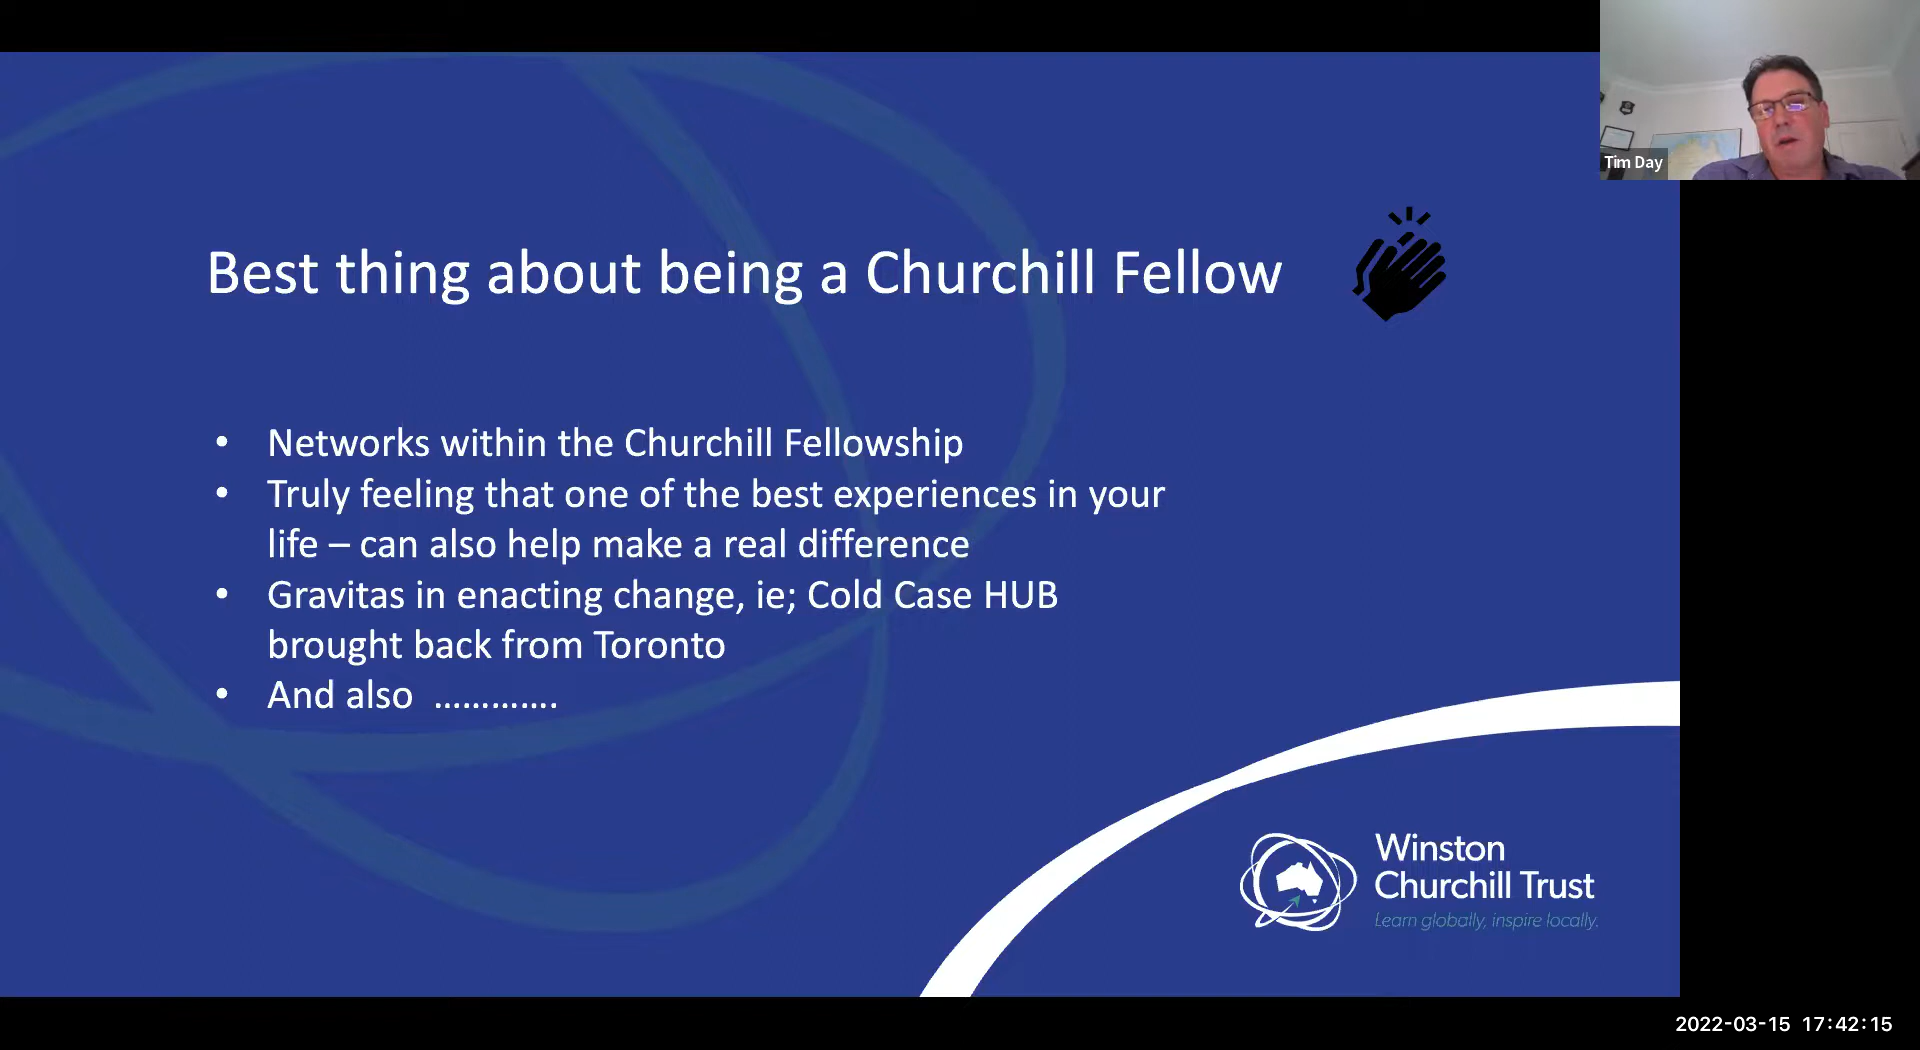 Tim Day
Best thing about being a Churchill Fellow
• Networks within the Churchill Fellowship
• Truly feeling that one of the best experiences in your
life – can also help make a real difference
• Gravitas in enacting change, ie; Cold Case HUB
brought back from Toronto
• And also .............
Winston
Churchill Trust
Learn globally, inspire locally.
2022-03-15 17:42:15